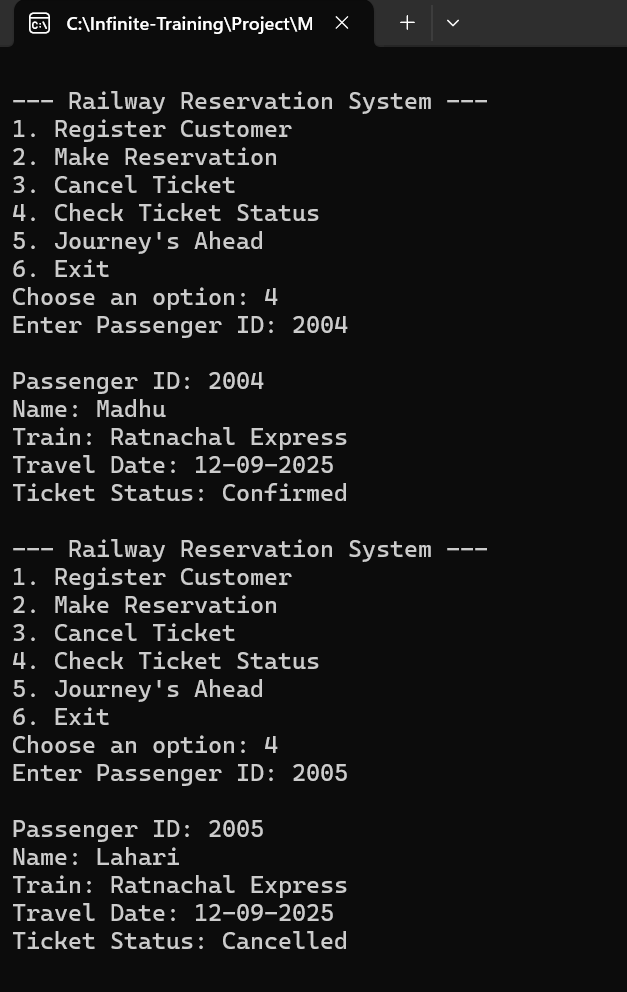 C:\Infinite-Training\Project\M
--- Railway Reservation System ---
1. Register Customer
2. Make Reservation
3. Cancel Ticket
4. Check Ticket Status
5. Journey's Ahead
6. Exit
Choose an option: 4
Enter Passenger ID: 2004
Passenger ID: 2004
Name: Madhu
Train: Ratnachal Express
Travel Date: 12-09-2025
Ticket Status: Confirmed
--- Railway Reservation System ---
1. Register Customer
2. Make Reservation
3. Cancel Ticket
4. Check Ticket Status
5. Journey's Ahead
6. Exit
Choose an option: 4
Enter Passenger ID: 2005
Passenger ID: 2005
Name: Lahari
Train: Ratnachal Express
Travel Date: 12-09-2025
Ticket Status: Cancelled